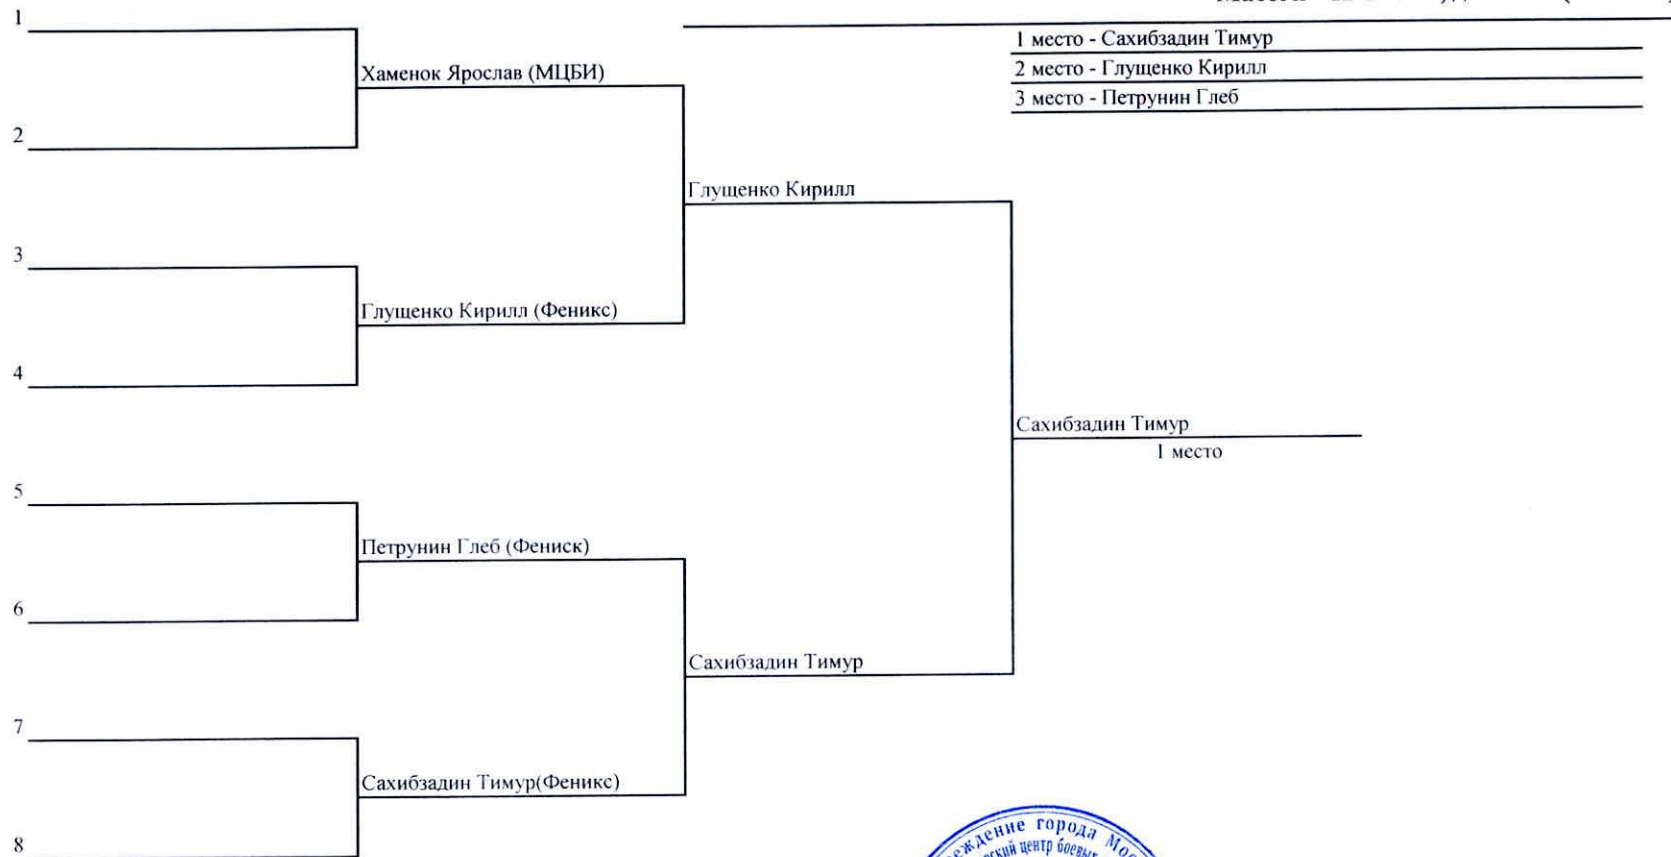 1
1 место - Сахибзадин Тимур
2 место - Глущенко Кирилл
3 место - Петрунин Глеб
Хаменок Ярослав (МЦБИ)
2
Глущенко Кирилл
3
Глущенко Кирилл (Феникс)
4
Сахибзадин Тимур
1 место
5
Петрунин Глеб (Фениск)
6
Сахибзадин Тимур
7
Сахибзадин Тимур(Феникс)
8
города
центр